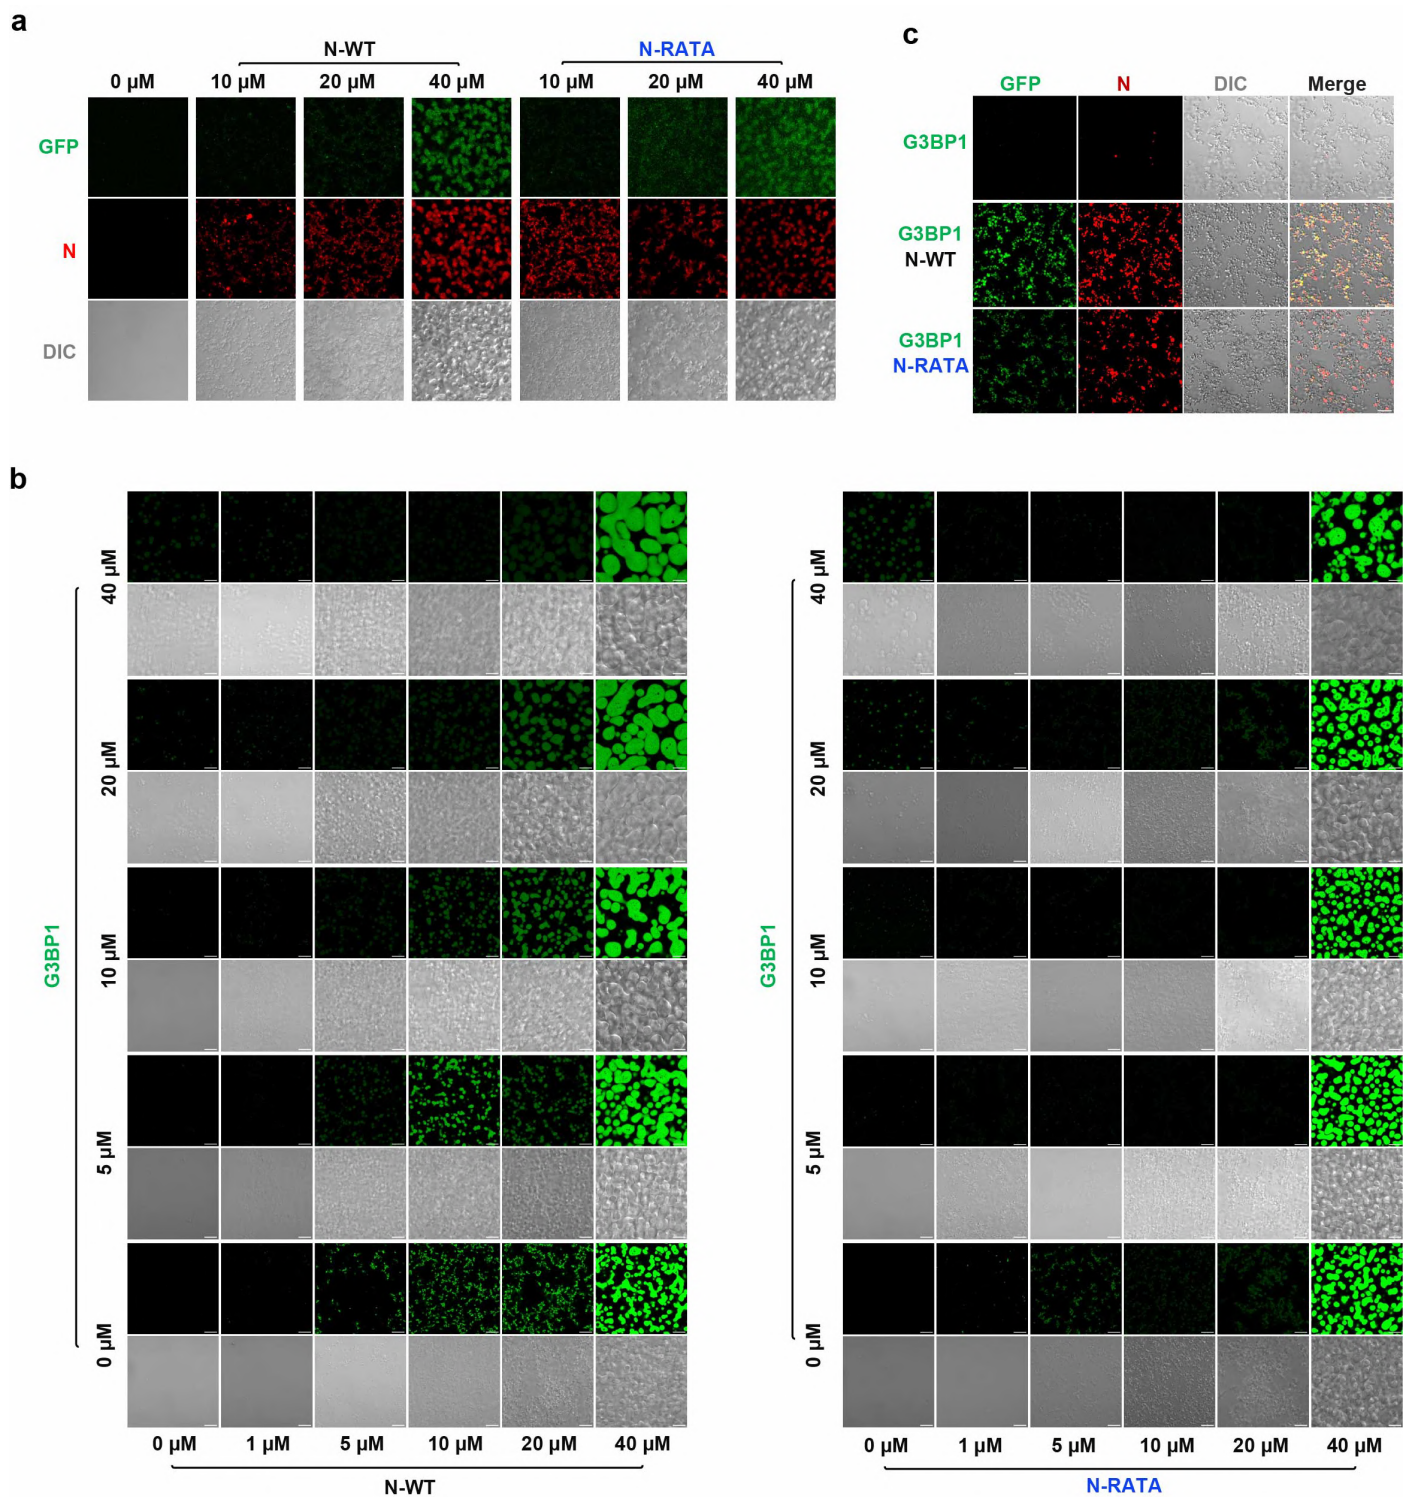 a
N-WT
N-RATA
0 µM 10 µM 20 µM 40 µM 10 µM 20 µM 40 µM
GFP
N
DIC
c
GFP N DIC Merge
G3BP1
G3BP1
N-WT
G3BP1
N-RATA
b
G3BP1
40 µM
20 µM
10 µM
5 µM
0 µM
0 µM 1 µM 5 µM 10 µM 20 µM 40 µM
N-WT
G3BP1
40 µM
20 µM
10 µM
5 µM
0 µM
0 µM 1 µM 5 µM 10 µM 20 µM 40 µM
N-RATA